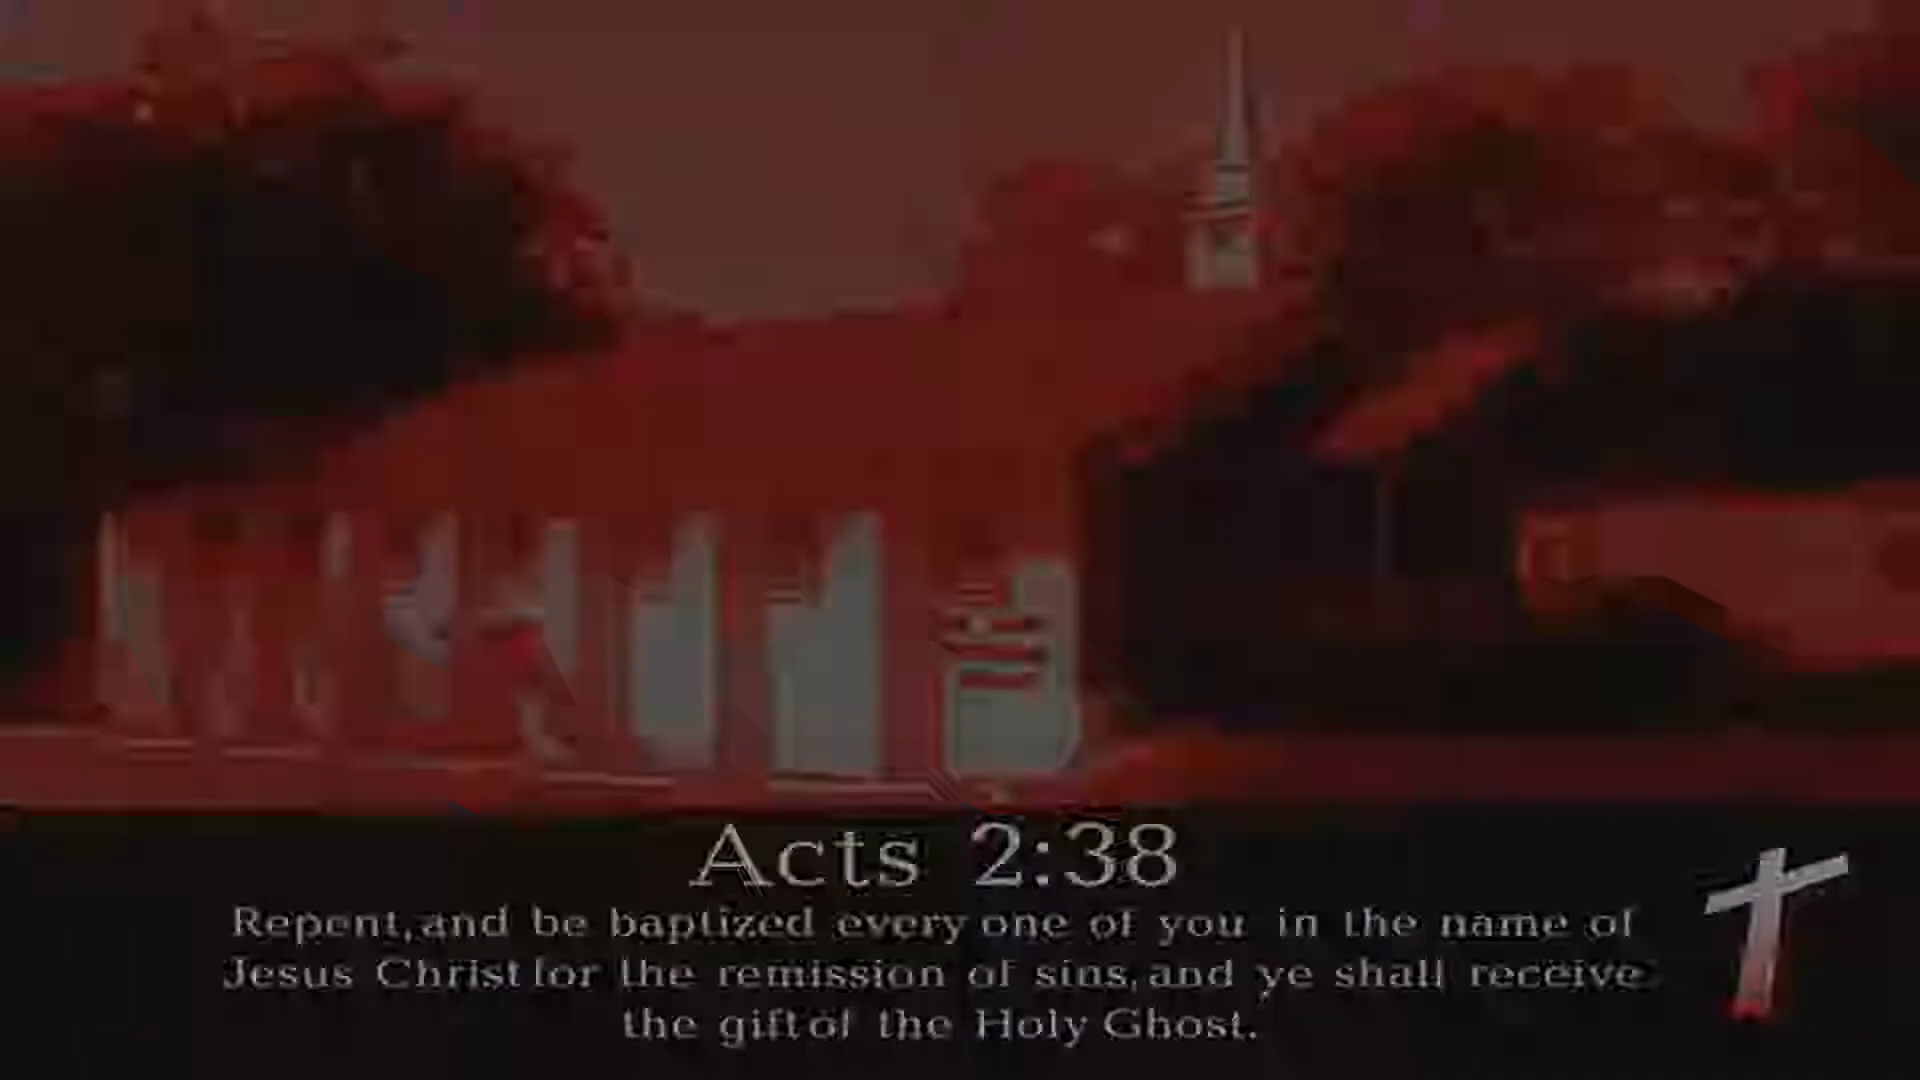 Acts 2:38
Repent, and be baptized every one of you in the name of
Jesus Christ for the remission of sins, and ye shall receive
the gift of the Holy Ghost.